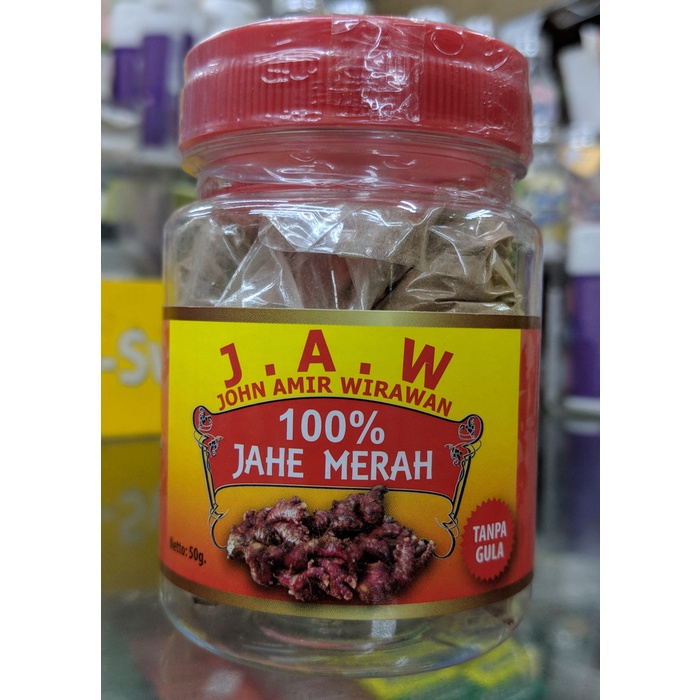 J . A . W
JOHN AMIR WIRAWAN
100%
JAHE MERAH
TANPA
GULA
Netto: 50g.